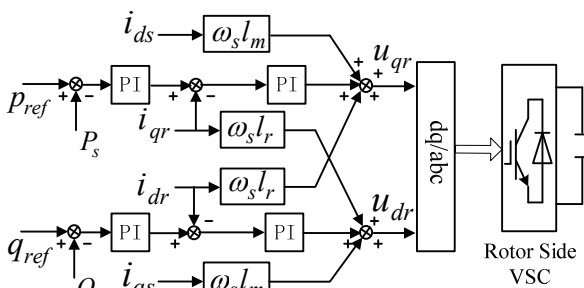 i_ds ω_s l_m u_qr
+ + +
p_ref + − PI + − PI + +
P_s i_qr ω_s l_r dq/abc
i_dr ω_s l_r u_dr
− + +
q_ref + − PI + PI + +
i_qs ω_s l_m
Rotor Side
VSC